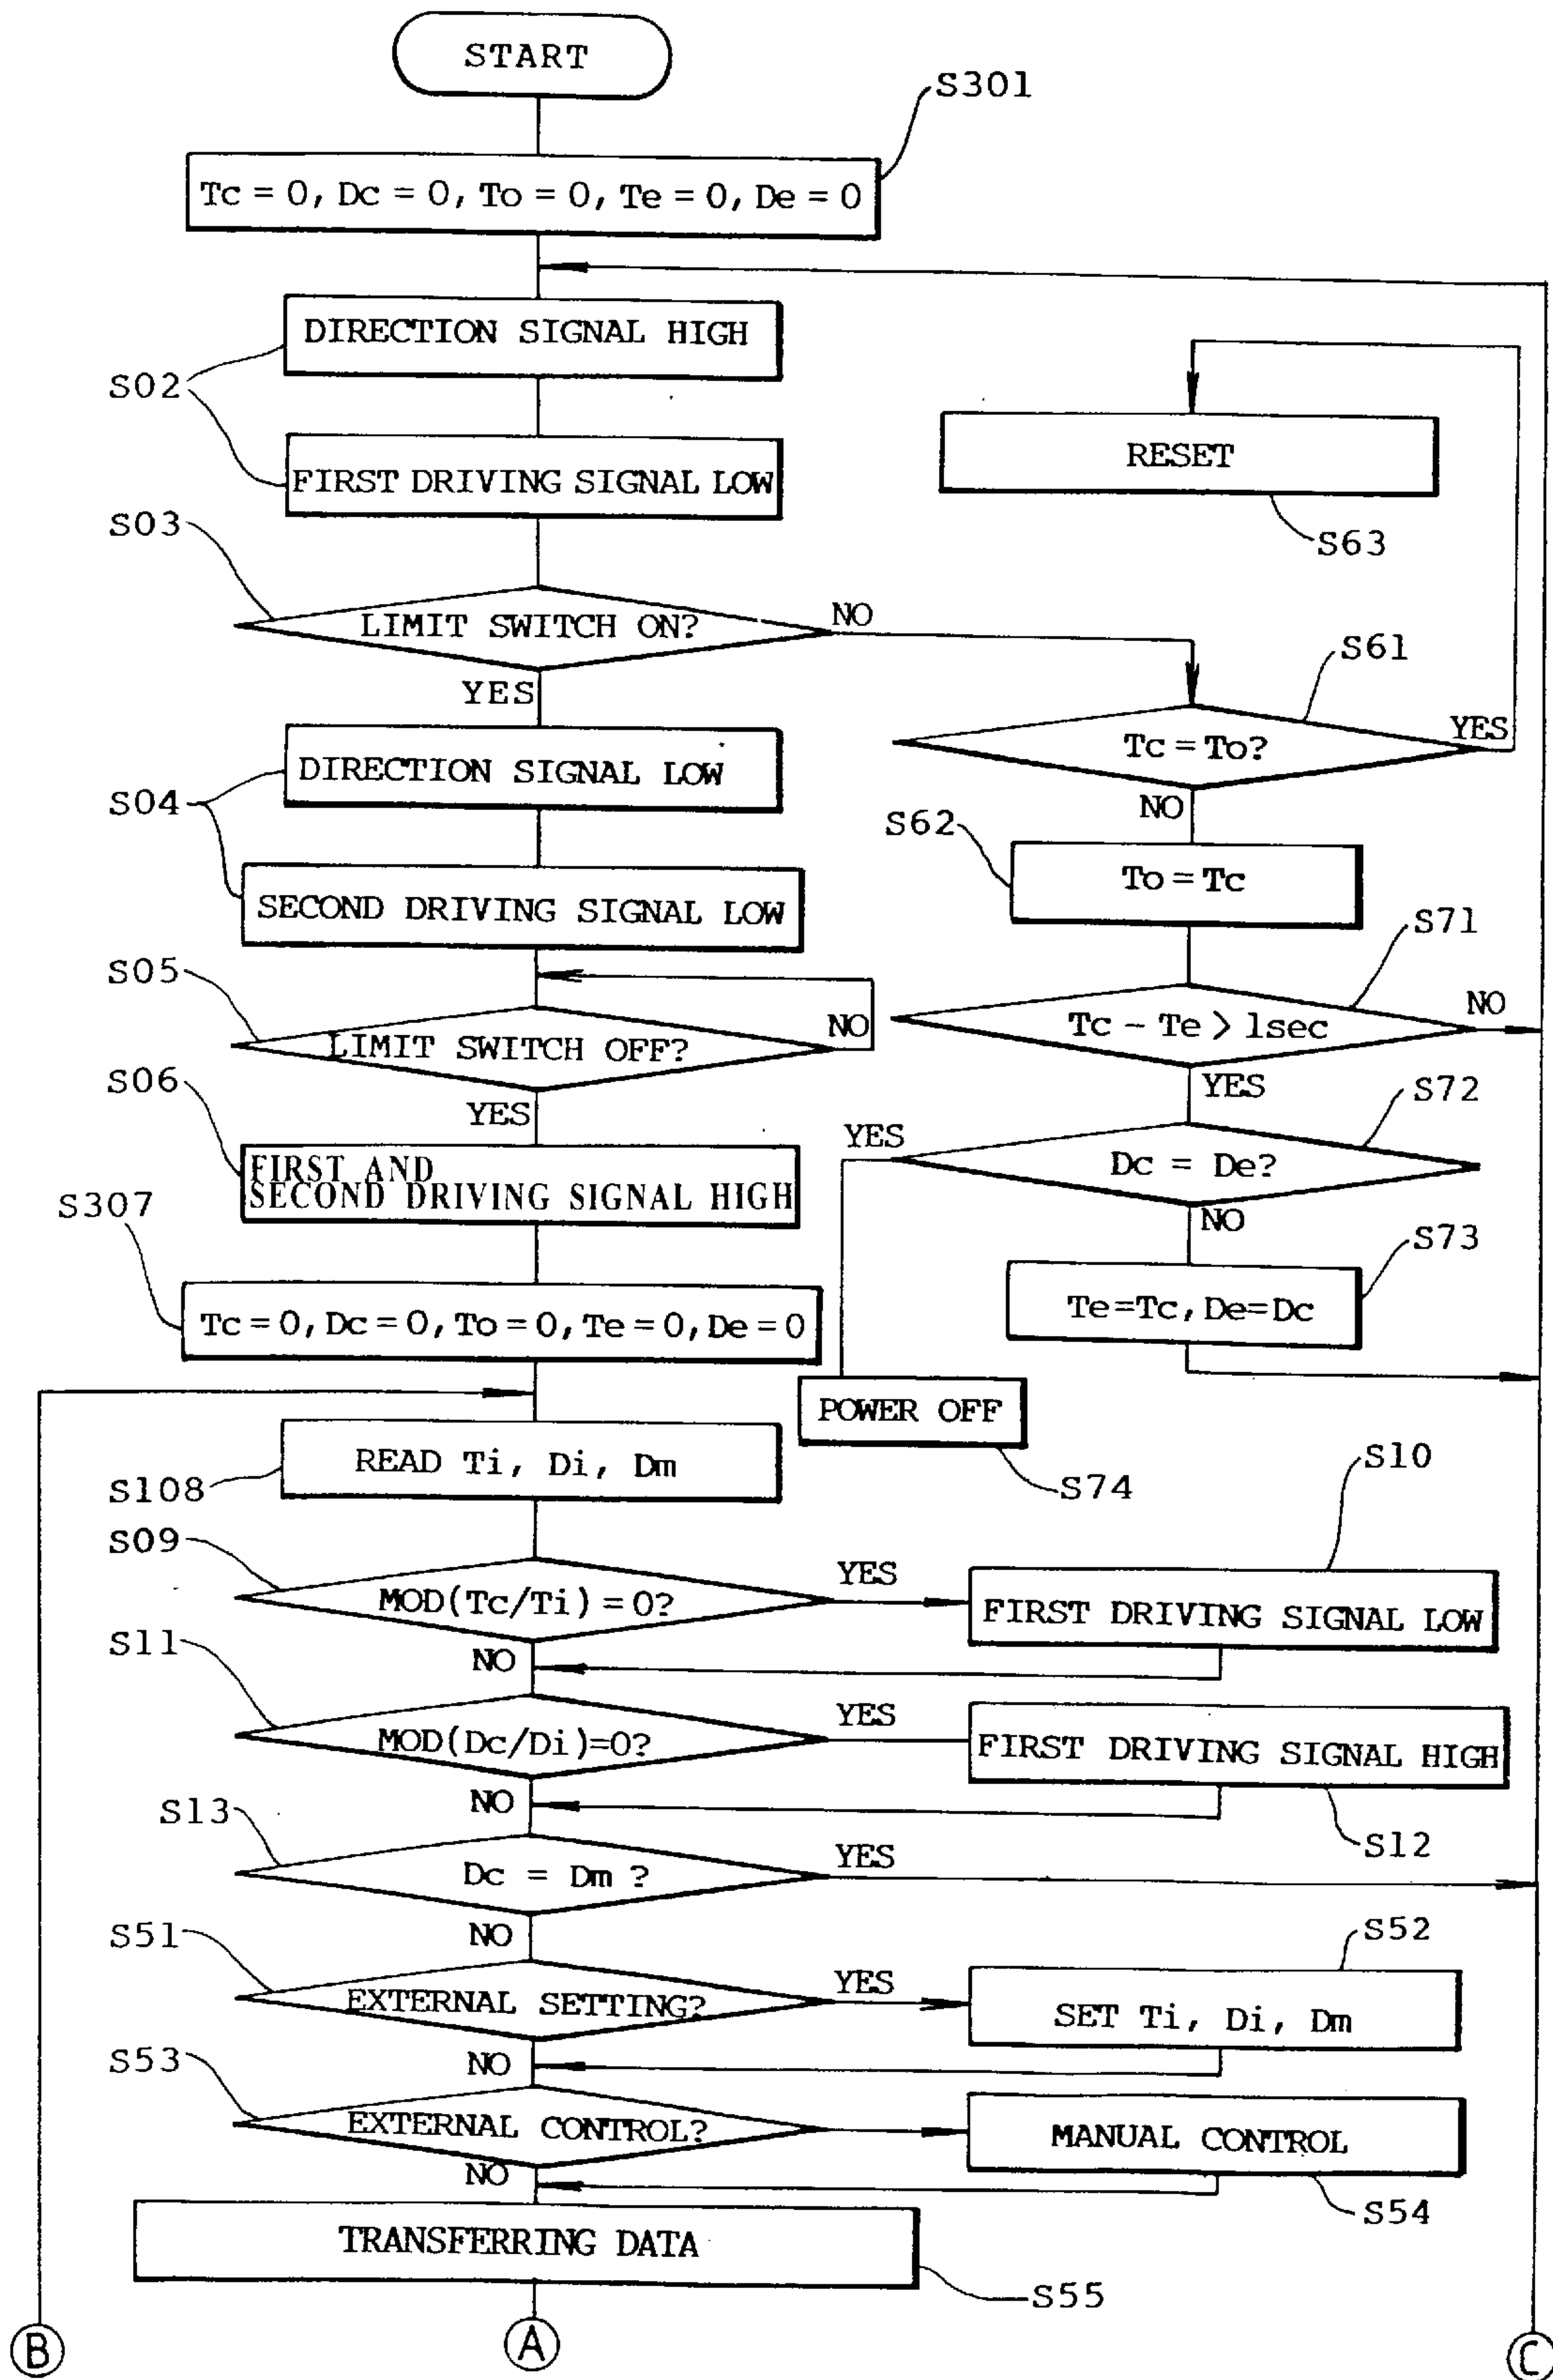 START
S301
Tc = 0, Dc = 0, To = 0, Te = 0, De = 0
DIRECTION SIGNAL HIGH
S02
FIRST DRIVING SIGNAL LOW
RESET
S63
S03
LIMIT SWITCH ON?
NO
YES
S61
Tc = To?
YES
NO
DIRECTION SIGNAL LOW
S04
SECOND DRIVING SIGNAL LOW
S62
To = Tc
S71
Tc - Te > 1sec
NO
YES
S05
LIMIT SWITCH OFF?
NO
YES
S06
FIRST AND
SECOND DRIVING SIGNAL HIGH
S72
YES
Dc = De?
NO
S73
Te=Tc, De=Dc
S307
Tc = 0, Dc = 0, To = 0, Te = 0, De = 0
POWER OFF
S74
READ Ti, Di, Dm
S108
S09
MOD(Tc/Ti) = 0?
YES
S10
FIRST DRIVING SIGNAL LOW
NO
S11
MOD(Dc/Di)=0?
YES
FIRST DRIVING SIGNAL HIGH
S12
NO
S13
Dc = Dm ?
YES
NO
S51
EXTERNAL SETTING?
YES
S52
SET Ti, Di, Dm
NO
S53
EXTERNAL CONTROL?
MANUAL CONTROL
S54
NO
TRANSFERRING DATA
S55
B
A
C